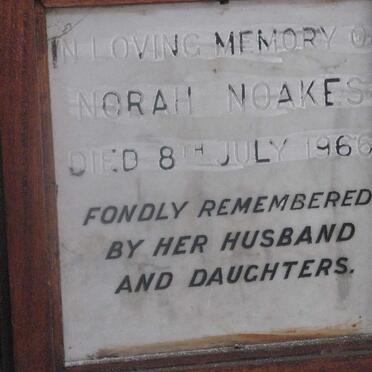 IN LOVING MEMORY O
NORAH NOAKES
DIED 8TH JULY 1966
FONDLY REMEMBERED
BY HER HUSBAND
AND DAUGHTERS.